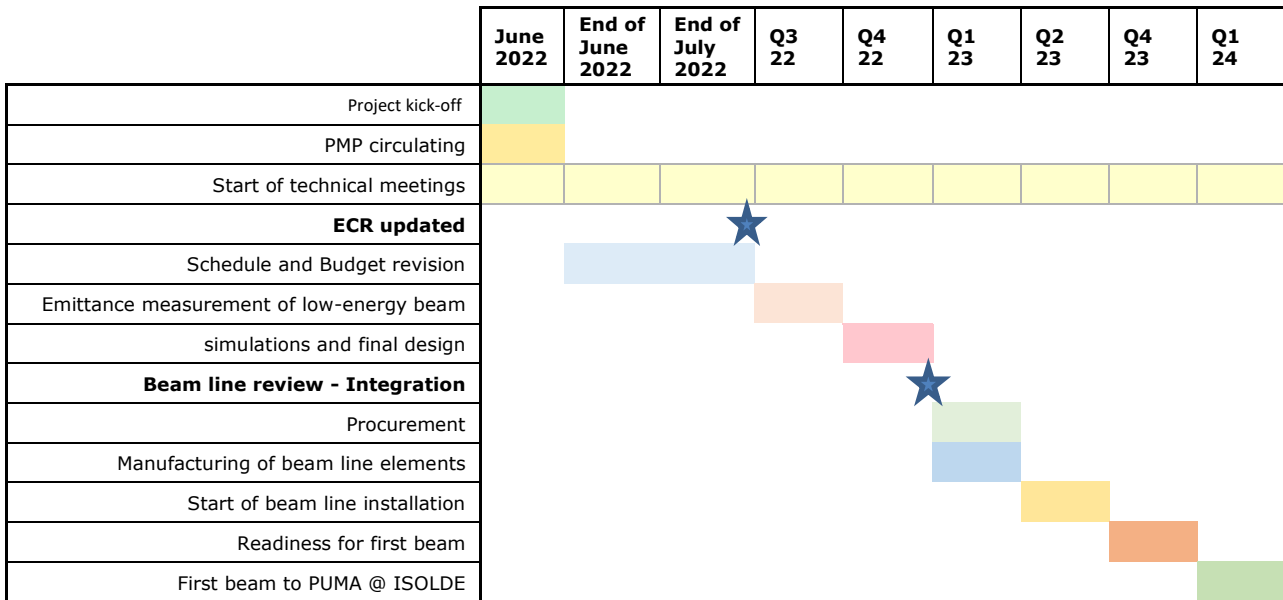 June 2022
End of June 2022
End of July 2022
Q3 22
Q4 22
Q1 23
Q2 23
Q4 23
Q1 24
Project kick-off
PMP circulating
Start of technical meetings
ECR updated
Schedule and Budget revision
Emittance measurement of low-energy beam
simulations and final design
Beam line review - Integration
Procurement
Manufacturing of beam line elements
Start of beam line installation
Readiness for first beam
First beam to PUMA @ ISOLDE